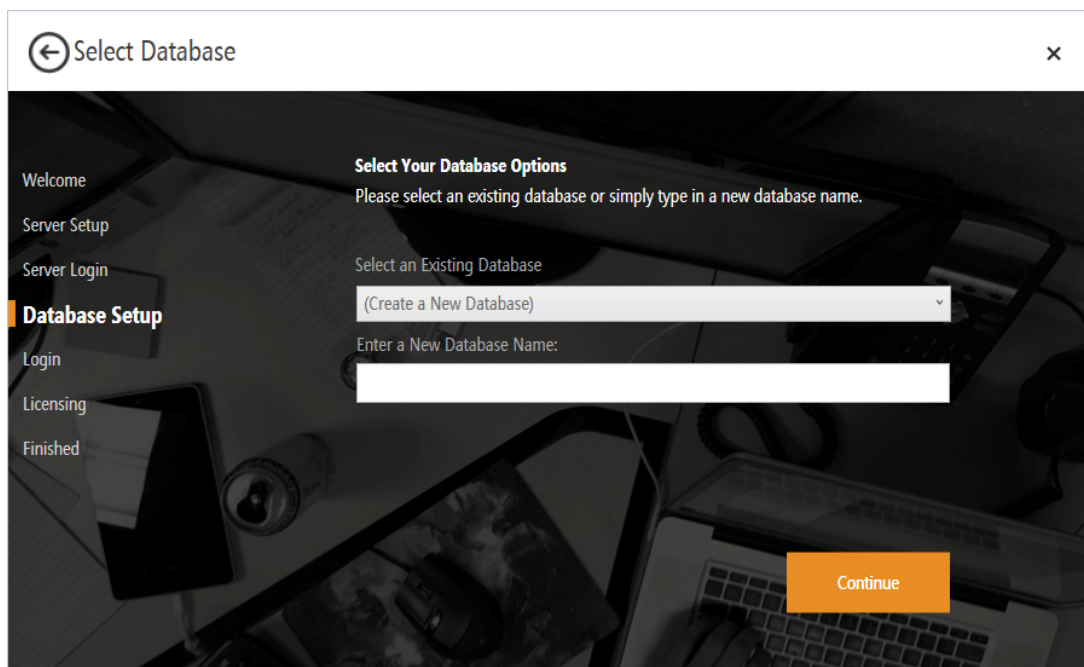 Select Database
Welcome
Server Setup
Server Login
Database Setup
Login
Licensing
Finished
Select Your Database Options
Please select an existing database or simply type in a new database name.
Select an Existing Database
(Create a New Database)
Enter a New Database Name:
Continue